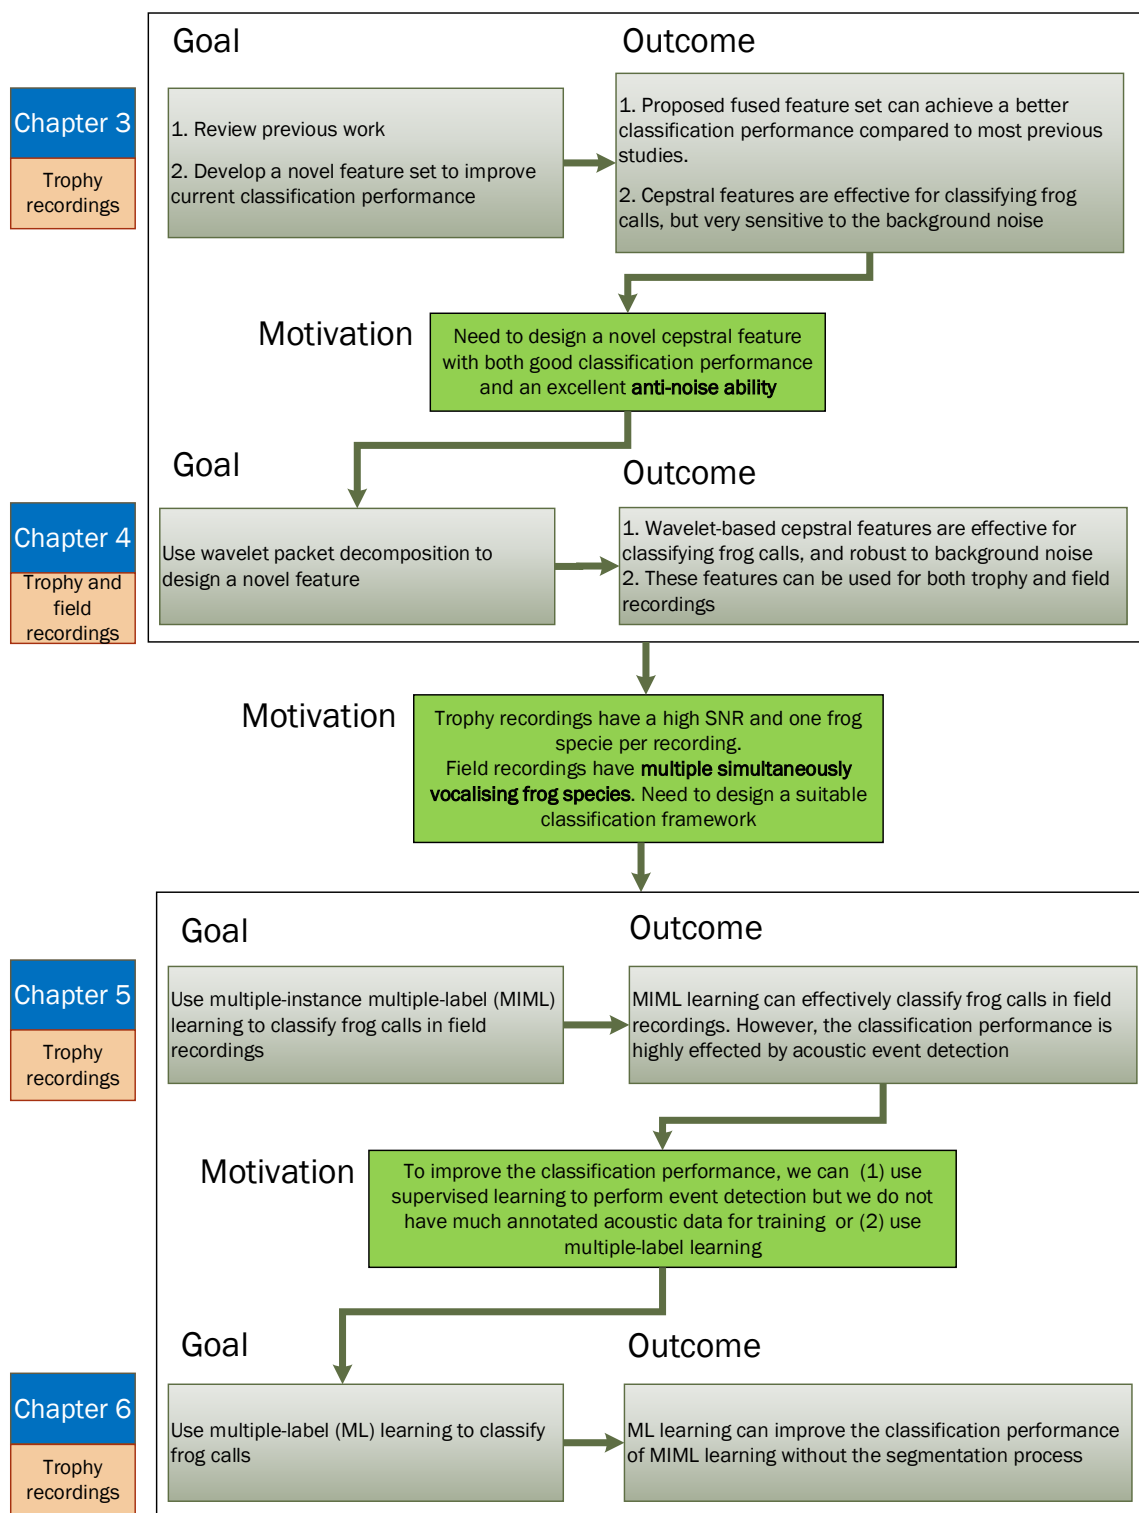 Goal
Outcome
Chapter 3
Trophy
recordings
1. Review previous work
2. Develop a novel feature set to improve
current classification performance
1. Proposed fused feature set can achieve a better
classification performance compared to most previous
studies.
2. Cepstral features are effective for classifying frog
calls, but very sensitive to the background noise
Motivation
Need to design a novel cepstral feature
with both good classification performance
and an excellent anti-noise ability
Goal
Outcome
Chapter 4
Trophy and
field
recordings
Use wavelet packet decomposition to
design a novel feature
1. Wavelet-based cepstral features are effective for
classifying frog calls, and robust to background noise
2. These features can be used for both trophy and field
recordings
Motivation
Trophy recordings have a high SNR and one frog
specie per recording.
Field recordings have multiple simultaneously
vocalising frog species. Need to design a suitable
classification framework
Goal
Outcome
Chapter 5
Trophy
recordings
Use multiple-instance multiple-label (MIML)
learning to classify frog calls in field
recordings
MIML learning can effectively classify frog calls in field
recordings. However, the classification performance is
highly effected by acoustic event detection
Motivation
To improve the classification performance, we can (1) use
supervised learning to perform event detection but we do not
have much annotated acoustic data for training or (2) use
multiple-label learning
Goal
Outcome
Chapter 6
Trophy
recordings
Use multiple-label (ML) learning to classify
frog calls
ML learning can improve the classification performance
of MIML learning without the segmentation process